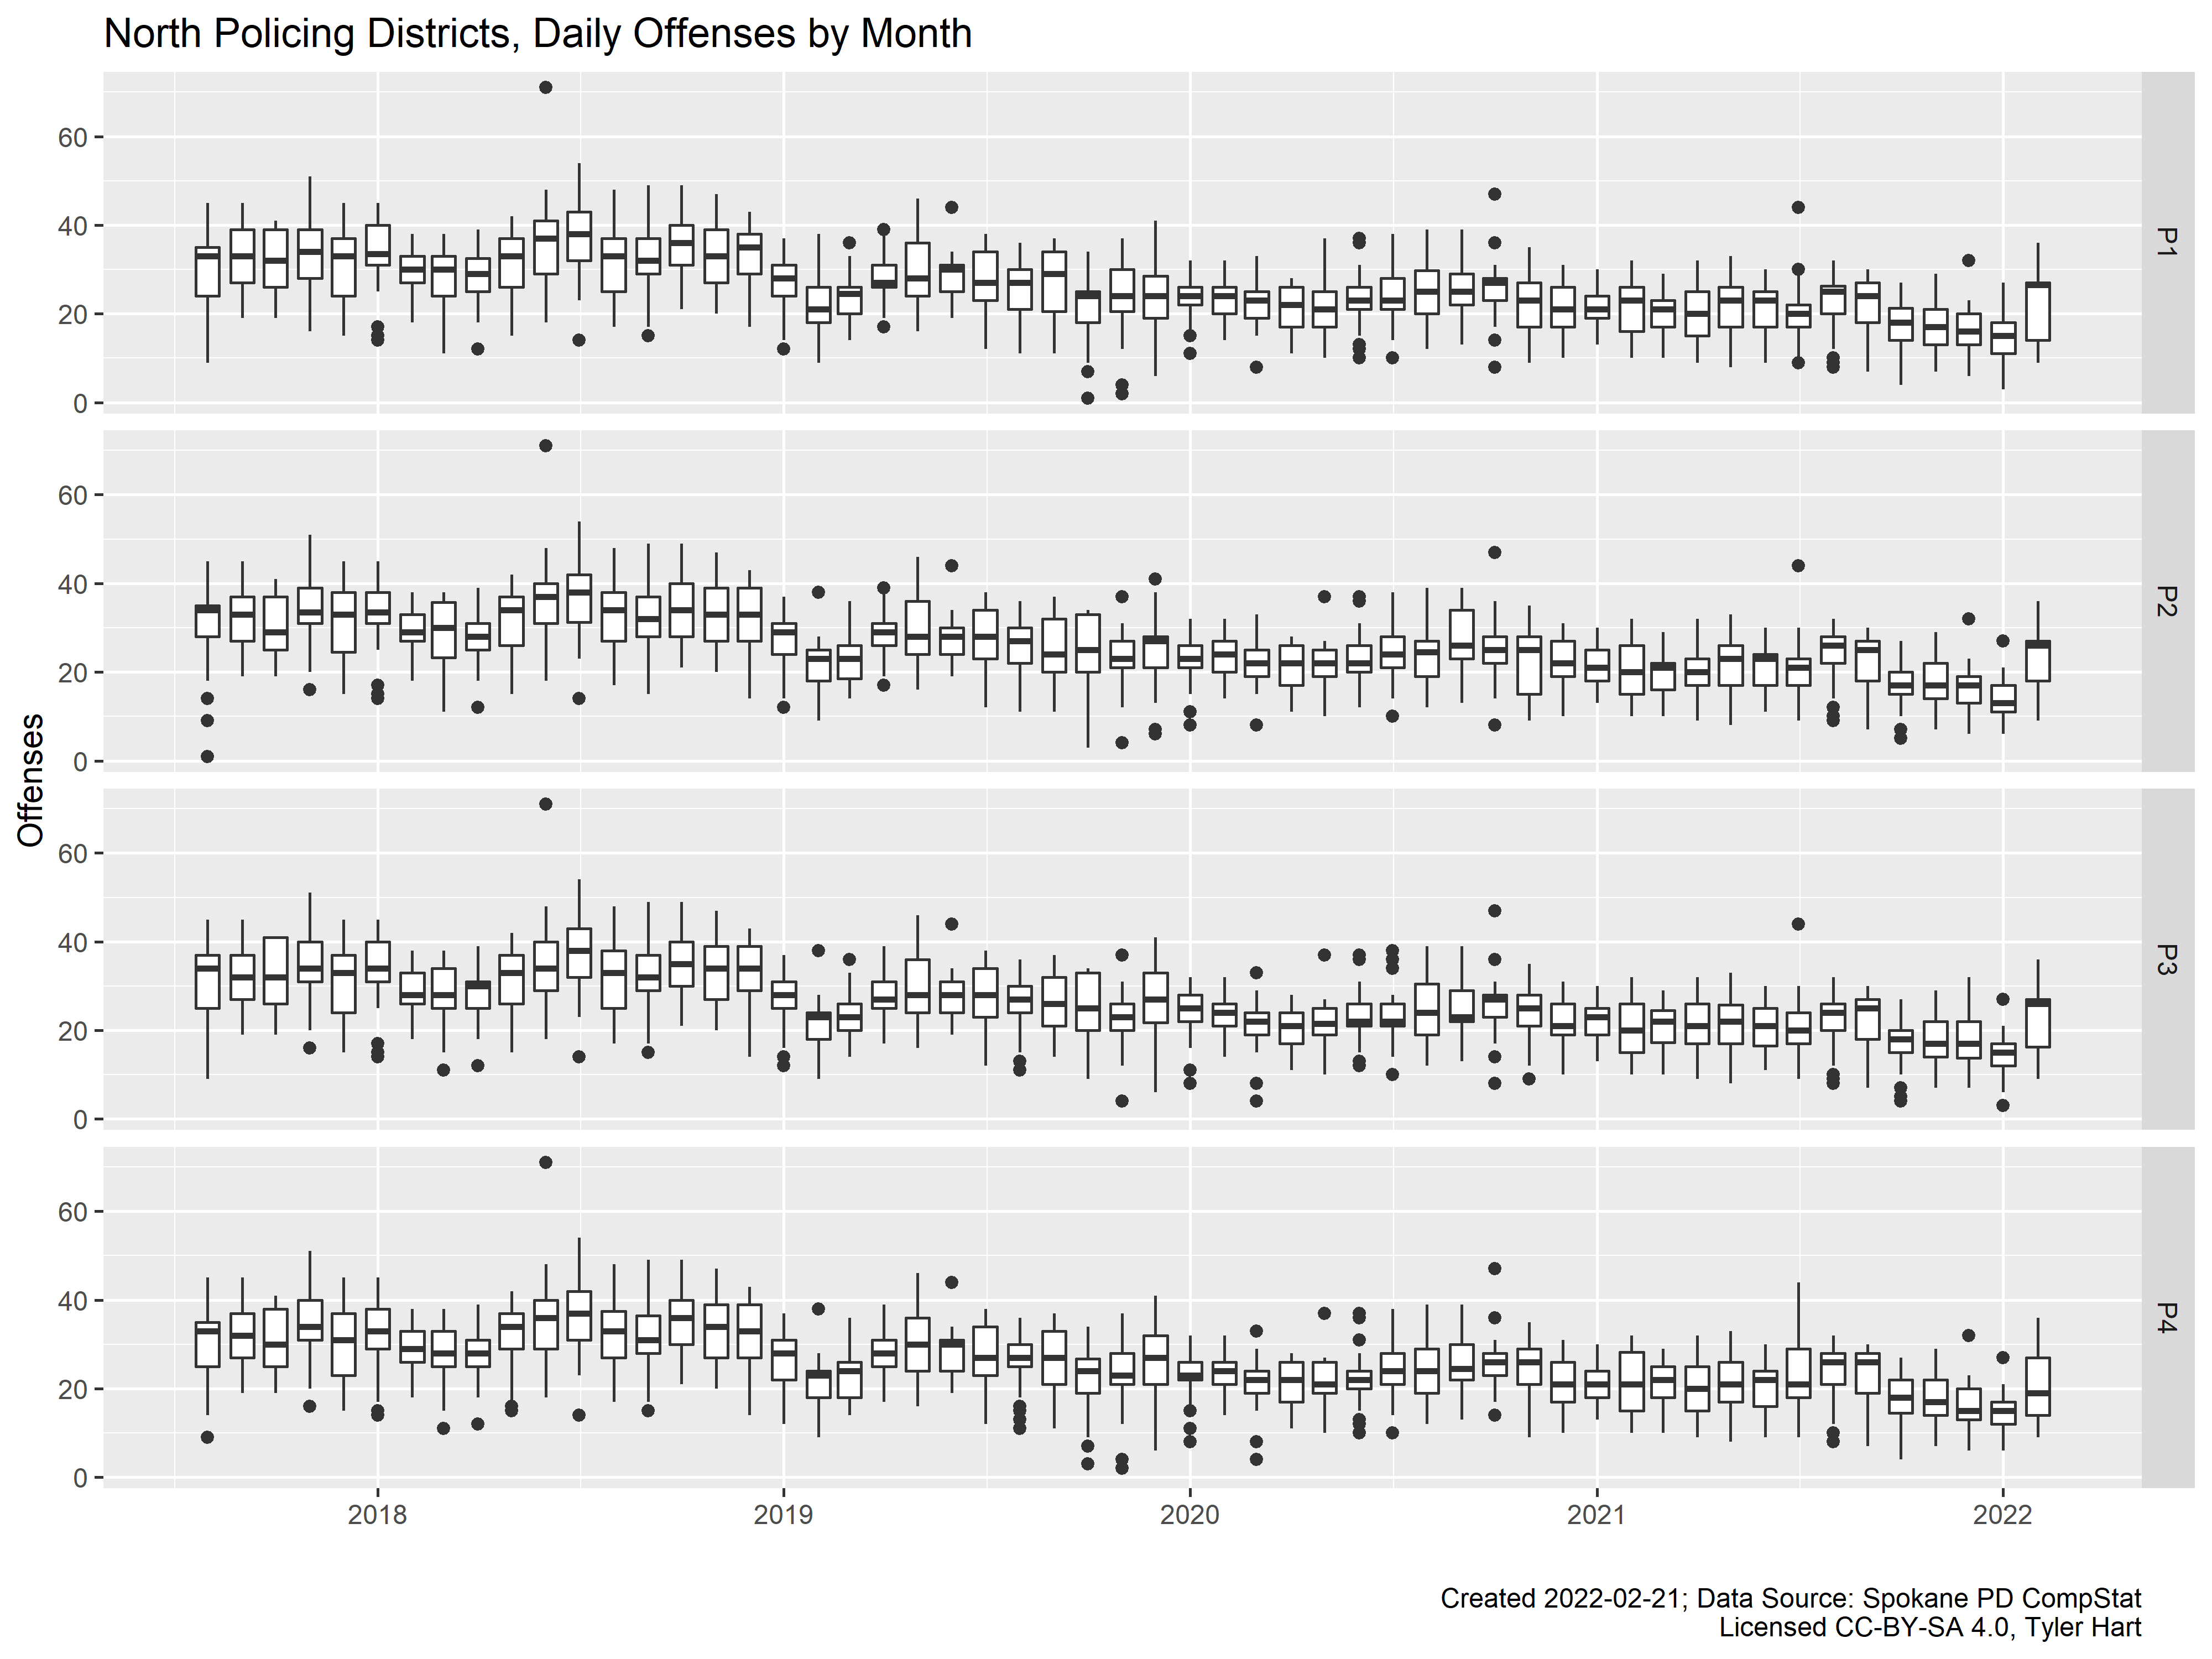 North Policing Districts, Daily Offenses by Month
60
40
20
0
P1
60
40
20
0
P2
Offenses
60
40
20
0
P3
60
40
20
0
P4
2018 2019 2020 2021 2022
Created 2022-02-21; Data Source: Spokane PD CompStat
Licensed CC-BY-SA 4.0, Tyler Hart